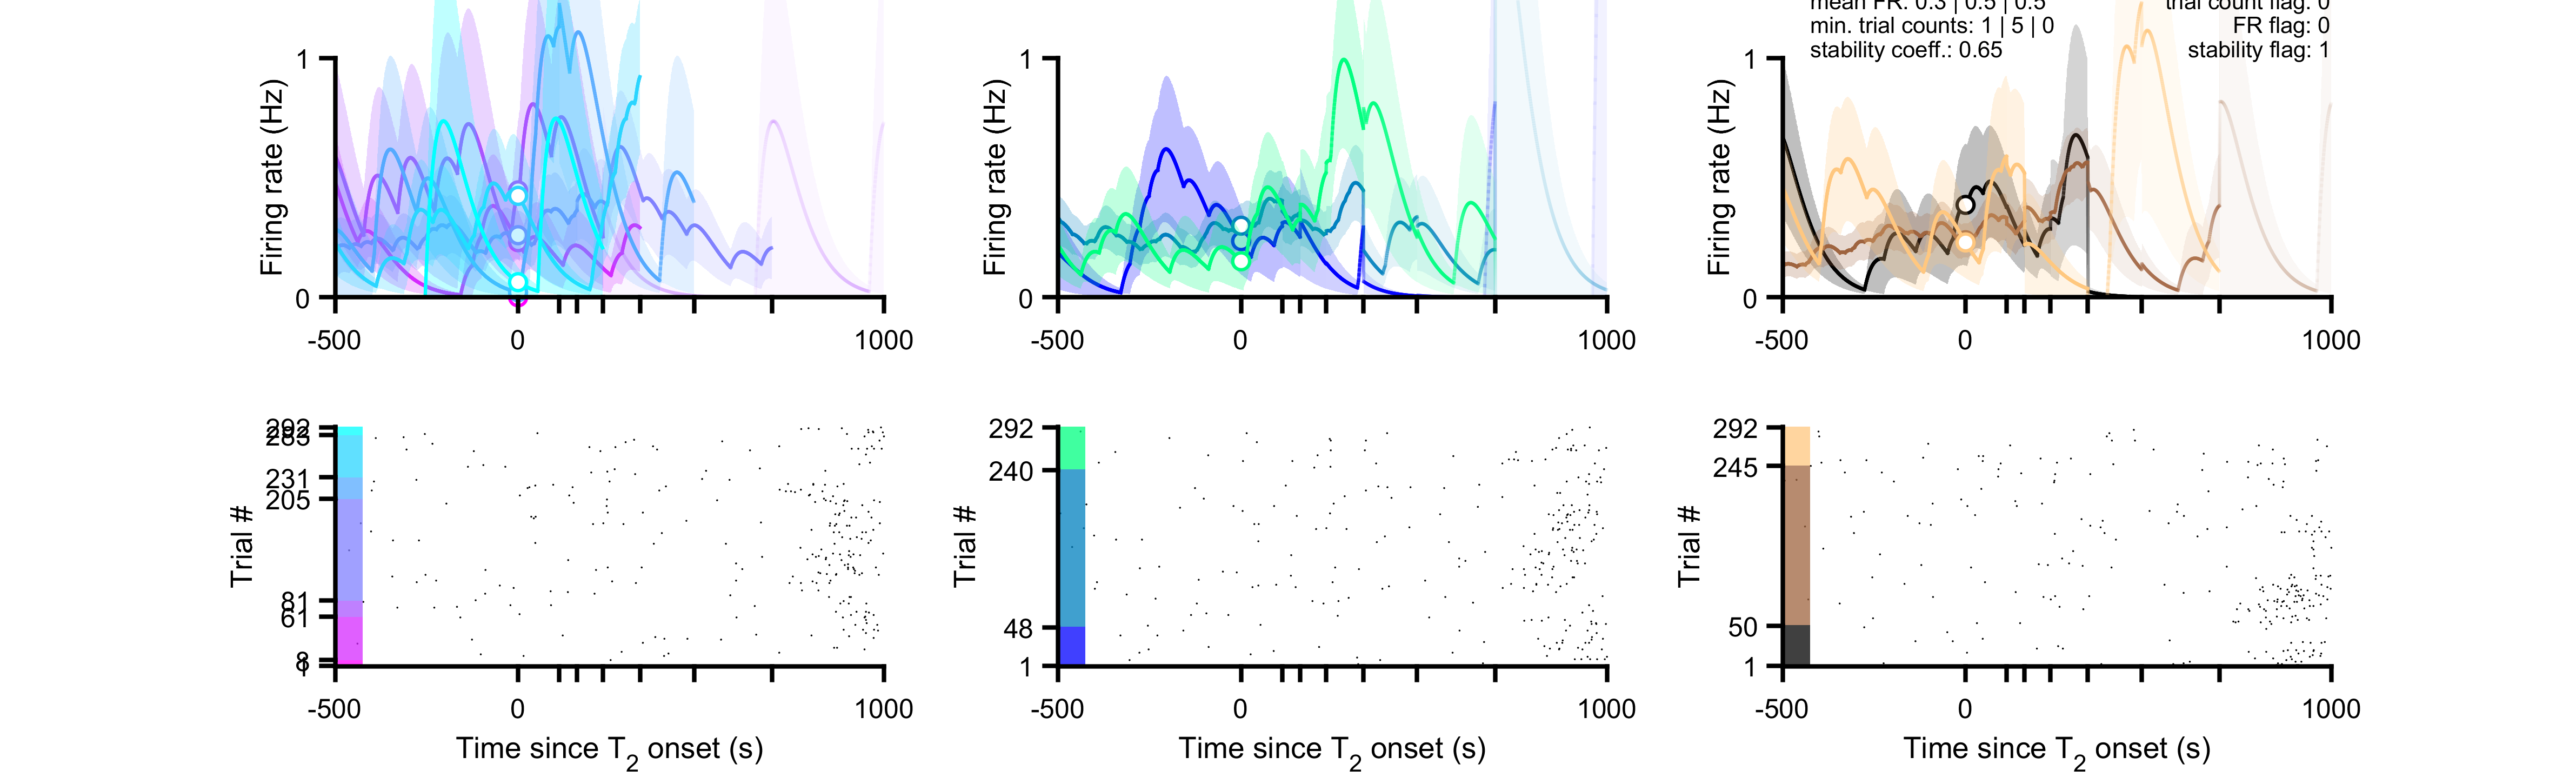 mean FR: 0.3 | 0.5 | 0.5 trial count flag: 0
min. trial counts: 1 | 5 | 0 FR flag: 0
stability coeff.: 0.65 stability flag: 1
Firing rate (Hz)
1
0
-500 0 1000
Firing rate (Hz)
1
0
-500 0 1000
Firing rate (Hz)
1
0
-500 0 1000
Trial #
292
283
231
205
81
61
8
-500 0 1000
Time since T2 onset (s)
Trial #
292
240
48
1
-500 0 1000
Time since T2 onset (s)
Trial #
292
245
50
1
-500 0 1000
Time since T2 onset (s)